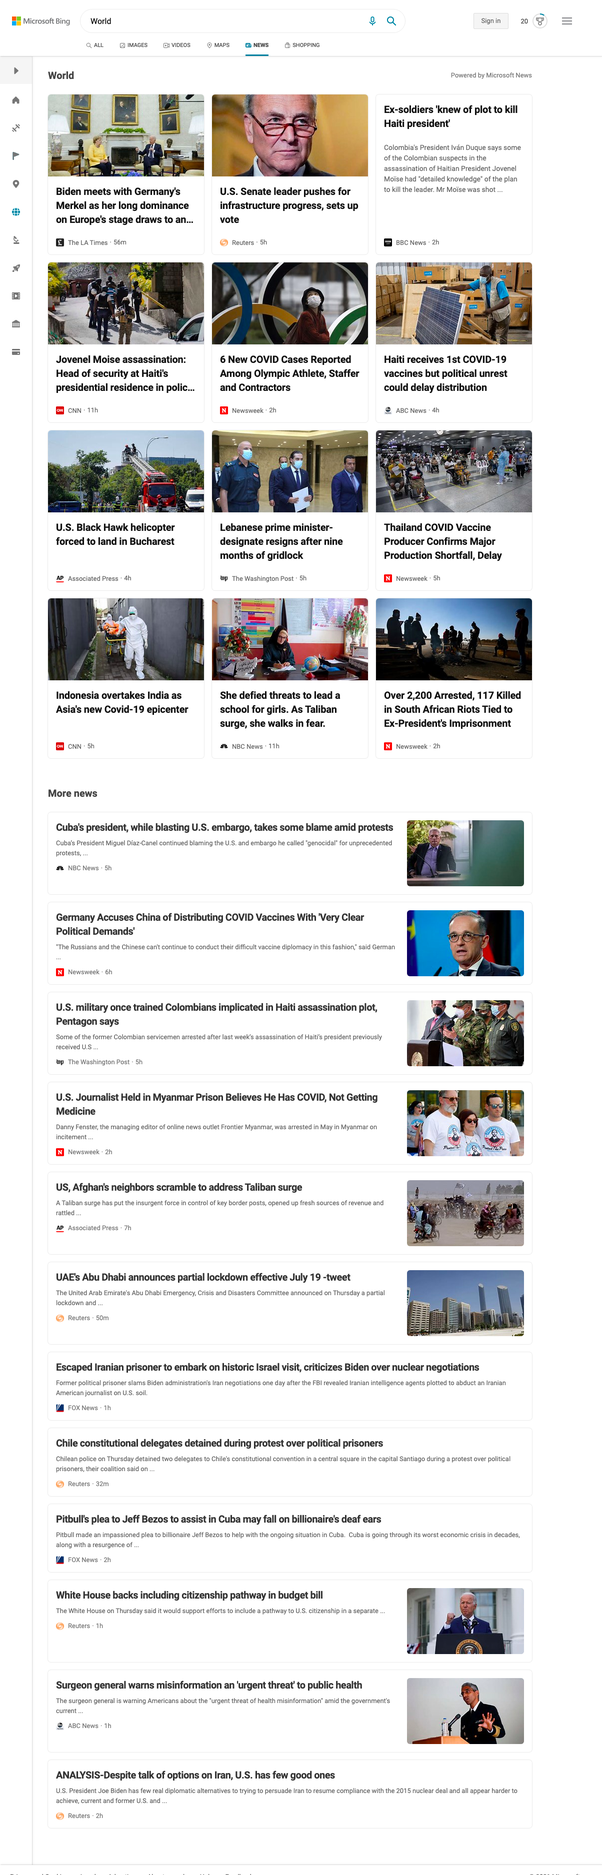 Microsoft Bing
World
Sign in
20
ALL
IMAGES
VIDEOS
MAPS
NEWS
SHOPPING
World
Powered by Microsoft News
Biden meets with Germany's
Merkel as her long dominance
on Europe's stage draws to an...
The LA Times · 56m
U.S. Senate leader pushes for
infrastructure progress, sets up
vote
Reuters · 5h
Ex-soldiers 'knew of plot to kill
Haiti president'
Colombia's President Iván Duque says some
of the Colombian suspects in the
assassination of Haitian President Jovenel
Moïse had "detailed knowledge" of the plan
to kill the leader. Mr Moïse was shot ...
BBC News · 2h
Jovenel Moise assassination:
Head of security at Haiti's
presidential residence in polic...
CNN · 11h
6 New COVID Cases Reported
Among Olympic Athlete, Staffer
and Contractors
Newsweek · 2h
Haiti receives 1st COVID-19
vaccines but political unrest
could delay distribution
ABC News · 4h
U.S. Black Hawk helicopter
forced to land in Bucharest
AP Associated Press · 4h
Lebanese prime minister-
designate resigns after nine
months of gridlock
wp The Washington Post · 5h
Thailand COVID Vaccine
Producer Confirms Major
Production Shortfall, Delay
Newsweek · 5h
Indonesia overtakes India as
Asia's new Covid-19 epicenter
CNN · 5h
She defied threats to lead a
school for girls. As Taliban
surge, she walks in fear.
NBC News · 11h
Over 2,200 Arrested, 117 Killed
in South African Riots Tied to
Ex-President's Imprisonment
Newsweek · 2h
More news
Cuba's president, while blasting U.S. embargo, takes some blame amid protests
Cuba's President Miguel Díaz-Canel continued blaming the U.S. and embargo he called "genocidal" for unprecedented
protests, ...
NBC News · 5h
Germany Accuses China of Distributing COVID Vaccines With 'Very Clear
Political Demands'
"The Russians and the Chinese can't continue to conduct their difficult vaccine diplomacy in this fashion," said German
...
Newsweek · 6h
U.S. military once trained Colombians implicated in Haiti assassination plot,
Pentagon says
Some of the former Colombian servicemen arrested after last week's assassination of Haiti's president previously
received U.S ...
wp The Washington Post · 5h
U.S. Journalist Held in Myanmar Prison Believes He Has COVID, Not Getting
Medicine
Danny Fenster, the managing editor of online news outlet Frontier Myanmar, was arrested in May in Myanmar on
incitement ...
Newsweek · 2h
US, Afghan's neighbors scramble to address Taliban surge
A Taliban surge has put the insurgent force in control of key border posts, opened up fresh sources of revenue and
rattled ...
AP Associated Press · 7h
UAE's Abu Dhabi announces partial lockdown effective July 19 -tweet
The United Arab Emirate's Abu Dhabi Emergency, Crisis and Disasters Committee announced on Thursday a partial
lockdown and ...
Reuters · 50m
Escaped Iranian prisoner to embark on historic Israel visit, criticizes Biden over nuclear negotiations
Former political prisoner slams Biden administration's Iran negotiations one day after the FBI revealed Iranian intelligence agents plotted to abduct an Iranian
American journalist on U.S. soil.
FOX News · 1h
Chile constitutional delegates detained during protest over political prisoners
Chilean police on Thursday detained two delegates to Chile's constitutional convention in a central square in the capital Santiago during a protest over political
prisoners, their coalition said on ...
Reuters · 32m
Pitbull's plea to Jeff Bezos to assist in Cuba may fall on billionaire's deaf ears
Pitbull made an impassioned plea to billionaire Jeff Bezos to help with the ongoing situation in Cuba. Cuba is going through its worst economic crisis in decades,
along with a resurgence of ...
FOX News · 2h
White House backs including citizenship pathway in budget bill
The White House on Thursday said it would support efforts to include a pathway to U.S. citizenship in a separate ...
Reuters · 1h
Surgeon general warns misinformation an 'urgent threat' to public health
The surgeon general is warning Americans about the "urgent threat of health misinformation" amid the government's
current ...
ABC News · 1h
ANALYSIS-Despite talk of options on Iran, U.S. has few good ones
U.S. President Joe Biden has few real diplomatic alternatives to trying to persuade Iran to resume compliance with the 2015 nuclear deal and all appear harder to
achieve, current and former U.S. and ...
Reuters · 2h